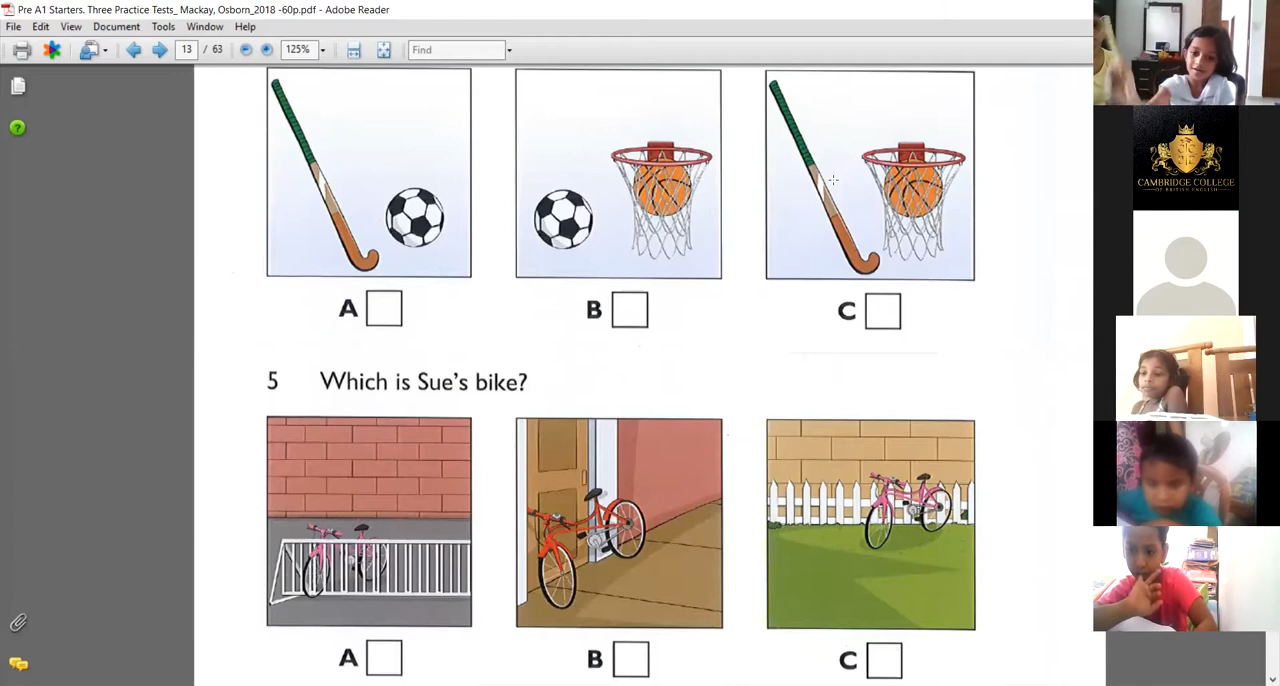 Pre A1 Starters. Three Practice Tests_ Mackay, Osborn_2018 -60p.pdf - Adobe Reader
File Edit View Document Tools Window Help
13 / 63 125% Find
CAMBRIDGE COLLEGE
OF BRITISH ENGLISH
A B C
5 Which is Sue's bike?
A B C